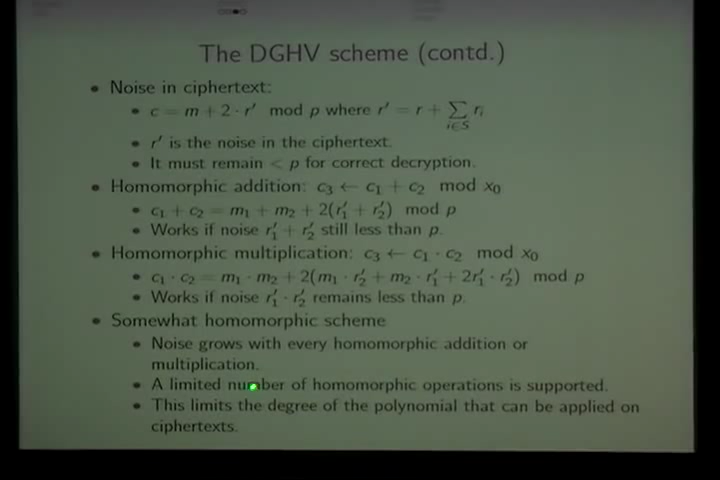 The DGHV scheme (contd.)
• Noise in ciphertext:
• c = m + 2 · r′ mod p where r′ = r + ∑ i∈S rᵢ
• r′ is the noise in the ciphertext.
• It must remain < p for correct decryption.
• Homomorphic addition: c₃ ← c₁ + c₂ mod x₀
• c₁ + c₂ = m₁ + m₂ + 2(r′₁ + r′₂) mod p
• Works if noise r′₁ + r′₂ still less than p.
• Homomorphic multiplication: c₃ ← c₁ · c₂ mod x₀
• c₁ · c₂ = m₁ · m₂ + 2(m₁ · r′₂ + m₂ · r′₁ + 2r′₁ · r′₂) mod p
• Works if noise r′₁ · r′₂ remains less than p.
• Somewhat homomorphic scheme
• Noise grows with every homomorphic addition or
multiplication.
• A limited number of homomorphic operations is supported.
• This limits the degree of the polynomial that can be applied on
ciphertexts.